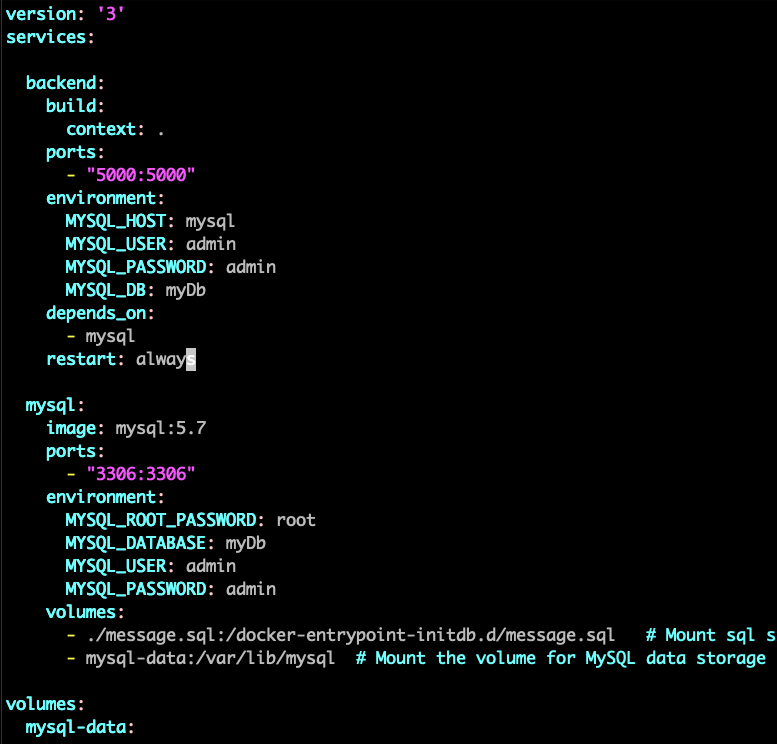 version: '3'
services:
  backend:
    build:
      context: .
    ports:
      - "5000:5000"
    environment:
      MYSQL_HOST: mysql
      MYSQL_USER: admin
      MYSQL_PASSWORD: admin
      MYSQL_DB: myDb
    depends_on:
      - mysql
    restart: always
  mysql:
    image: mysql:5.7
    ports:
      - "3306:3306"
    environment:
      MYSQL_ROOT_PASSWORD: root
      MYSQL_DATABASE: myDb
      MYSQL_USER: admin
      MYSQL_PASSWORD: admin
    volumes:
      - ./message.sql:/docker-entrypoint-initdb.d/message.sql   # Mount sql s
      - mysql-data:/var/lib/mysql  # Mount the volume for MySQL data storage
volumes:
  mysql-data: